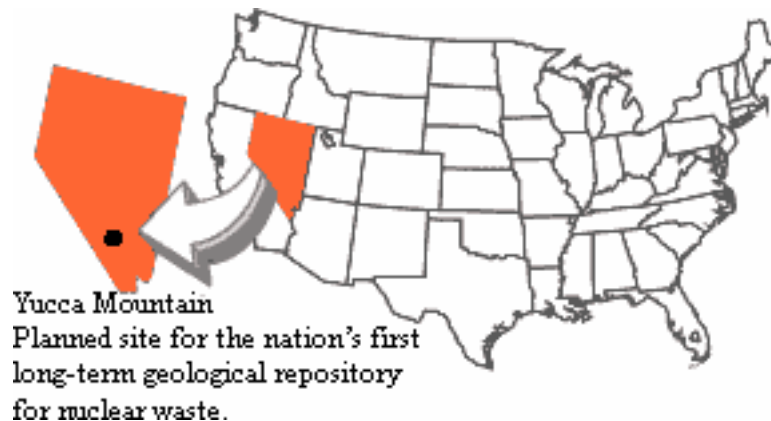 Yucca Mountain
Planned site for the nation's first
long-term geological repository
for nuclear waste.